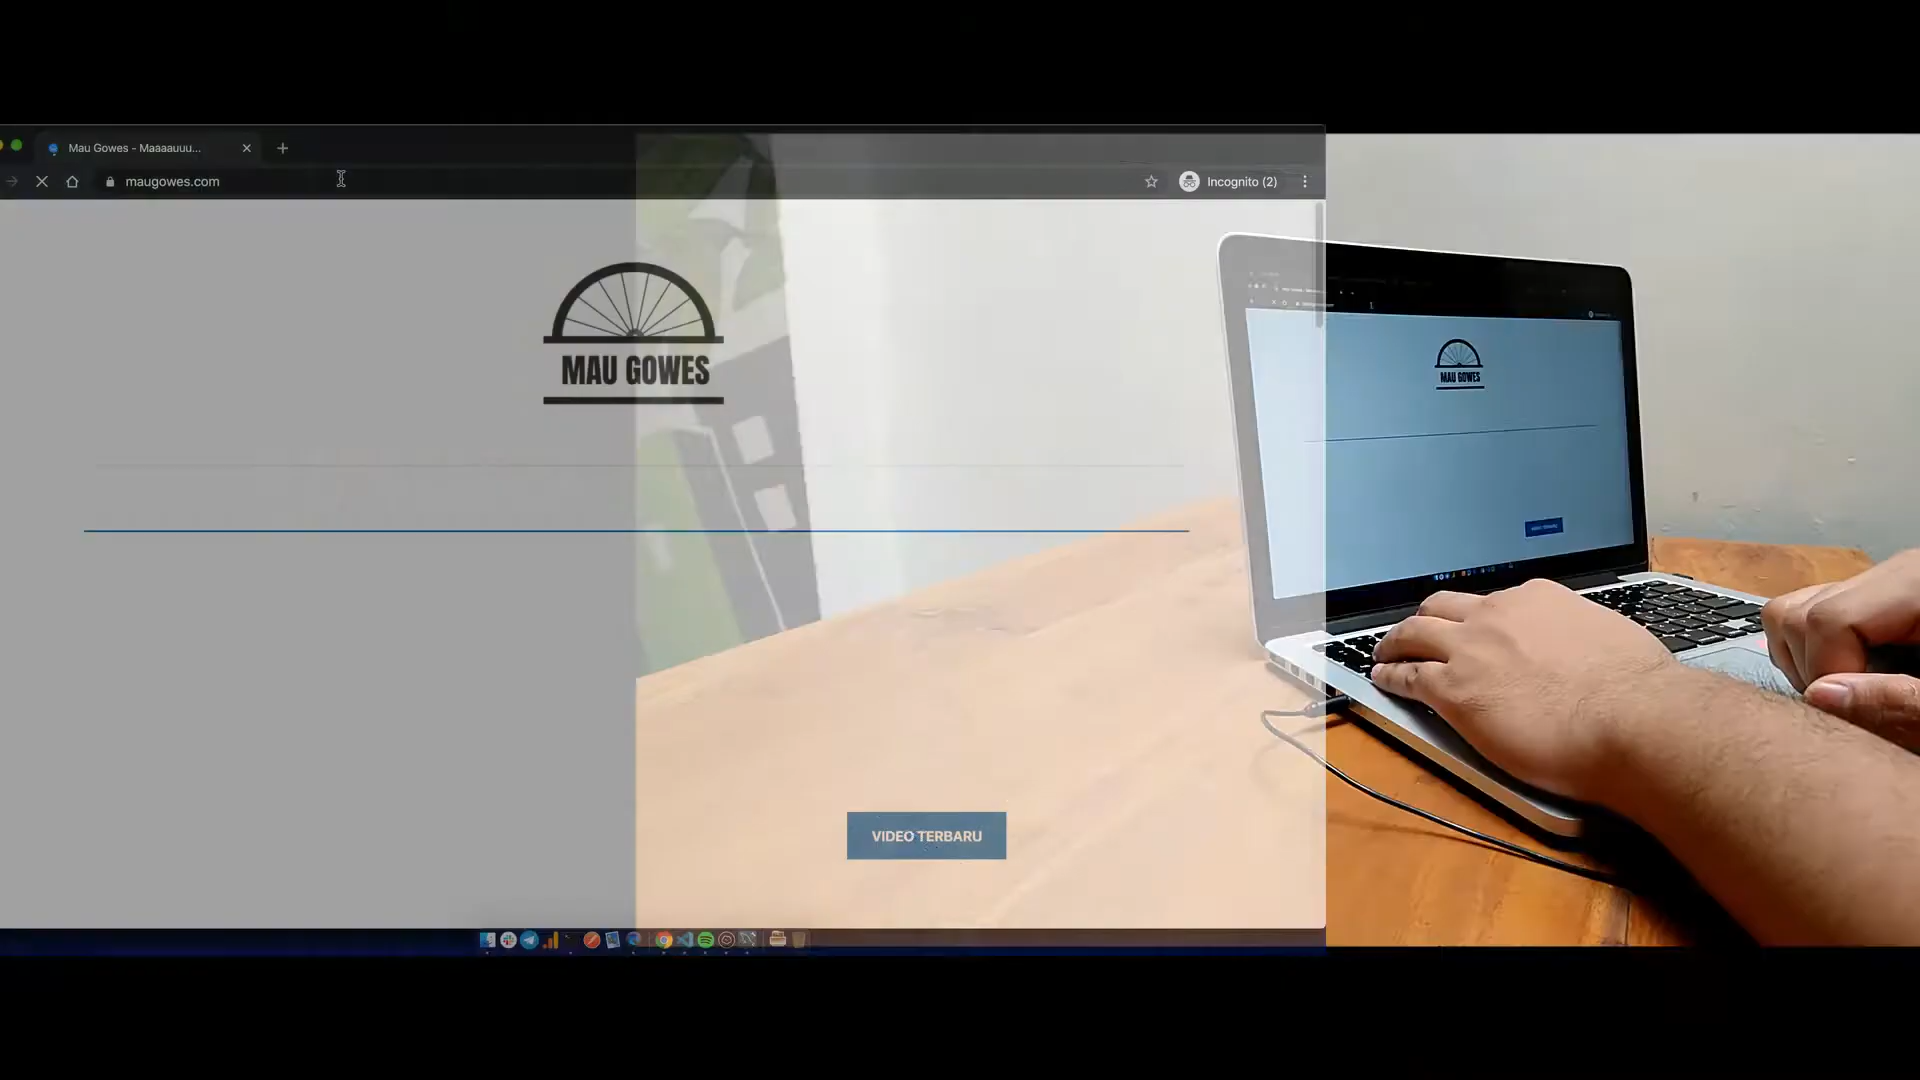 Mau Gowes - Maaaauuu...
maugowes.com
Incognito (2)
MAU GOWES
MAU GOWES
VIDEO TERBARU